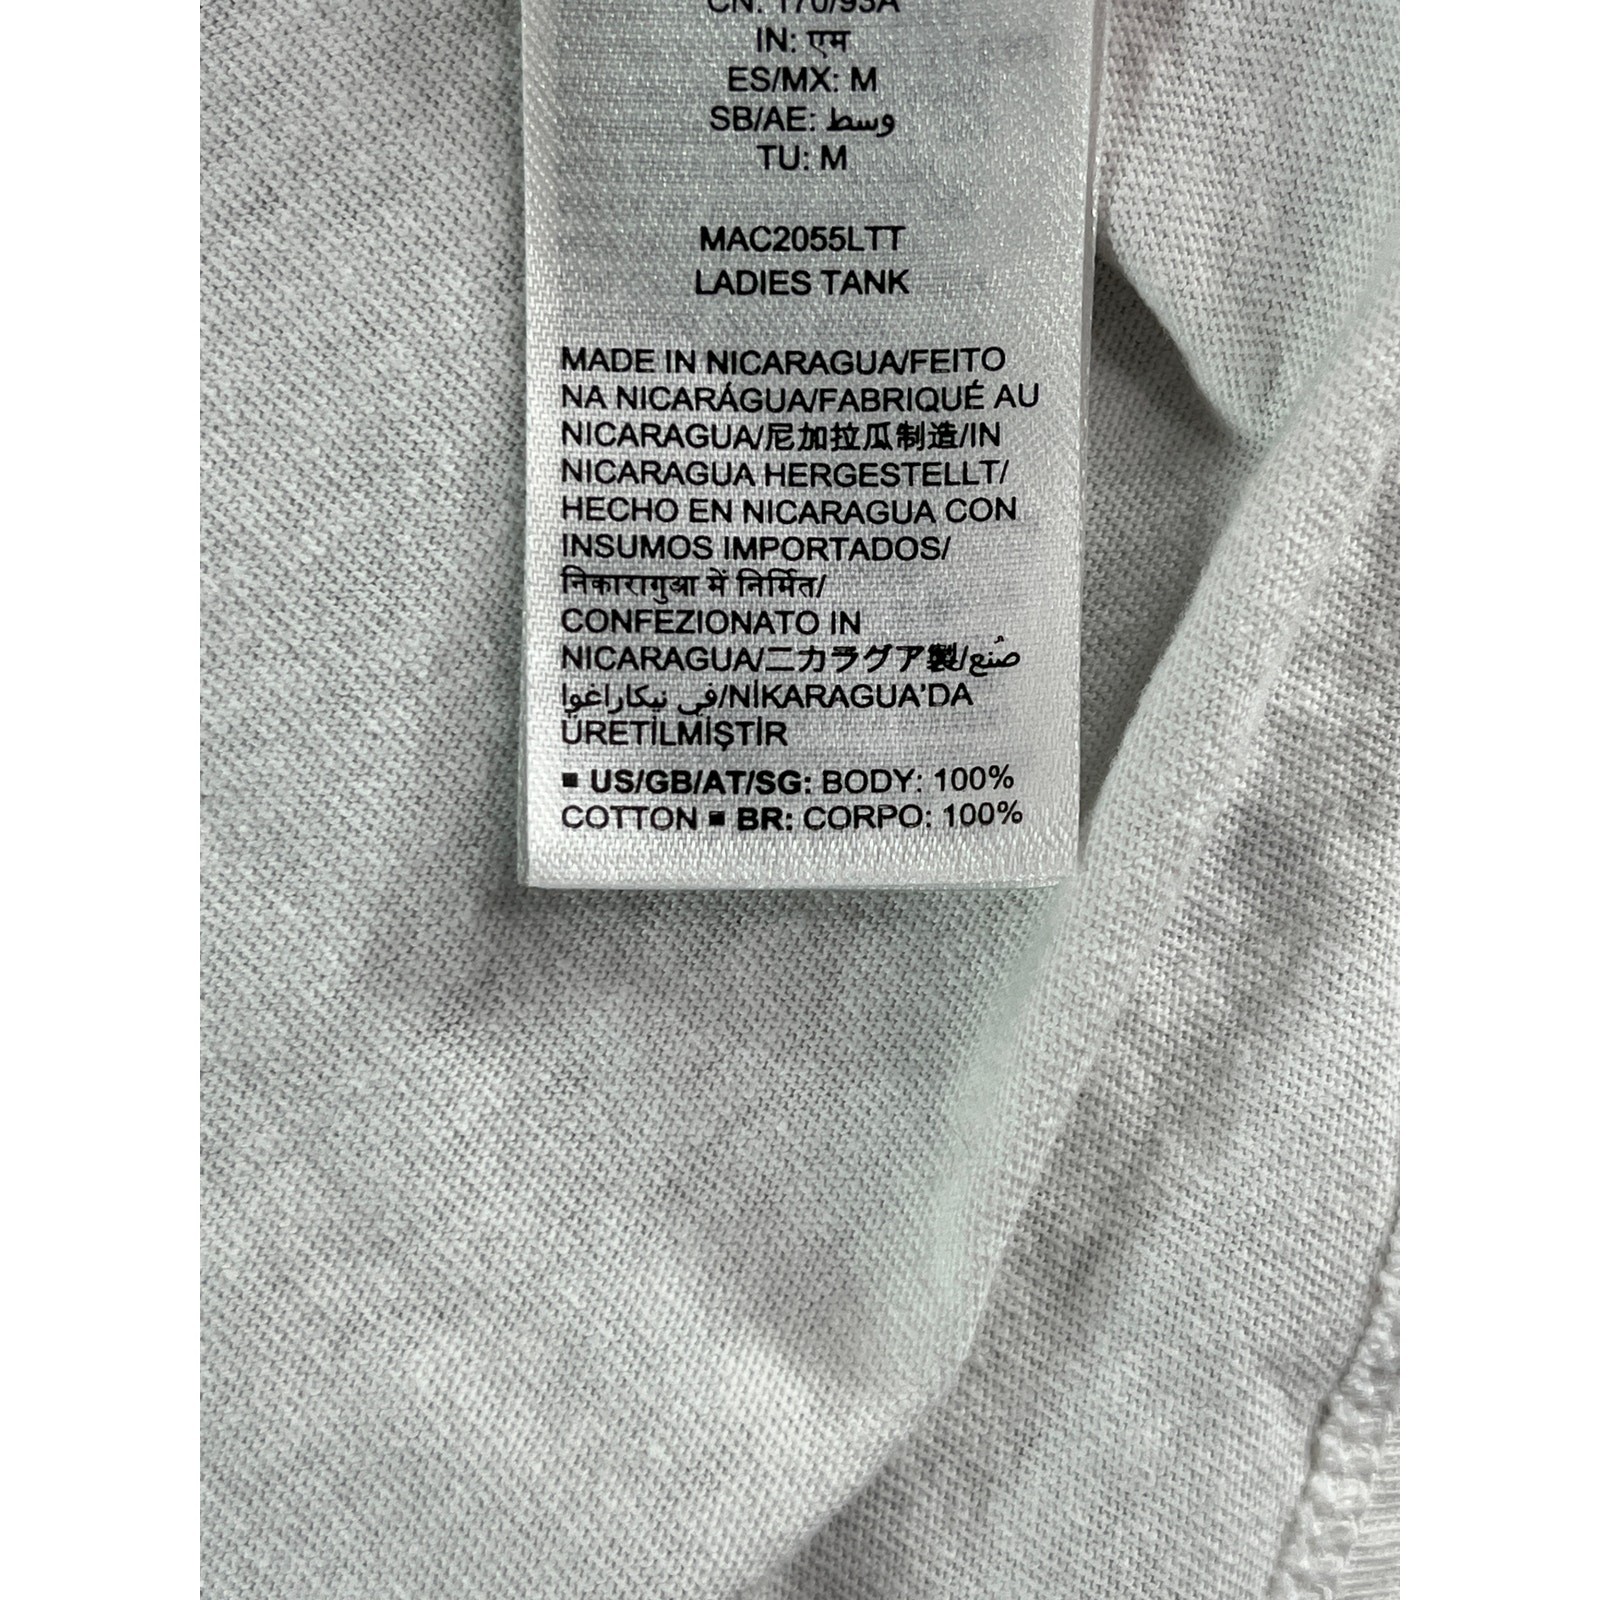 CN: 170/93A
IN: एम
ES/MX: M
SB/AE: وسط
TU: M
MAC2055LTT
LADIES TANK
MADE IN NICARAGUA/FEITO
NA NICARÁGUA/FABRIQUÉ AU
NICARAGUA/尼加拉瓜制造/IN
NICARAGUA HERGESTELLT/
HECHO EN NICARAGUA CON
INSUMOS IMPORTADOS/
निकारागुआ में निर्मित/
CONFEZIONATO IN
NICARAGUA/ニカラグア製/صُنع
في نيكاراغوا/NİKARAGUA'DA
ÜRETİLMİŞTİR
▪ US/GB/AT/SG: BODY: 100%
COTTON ▪ BR: CORPO: 100%